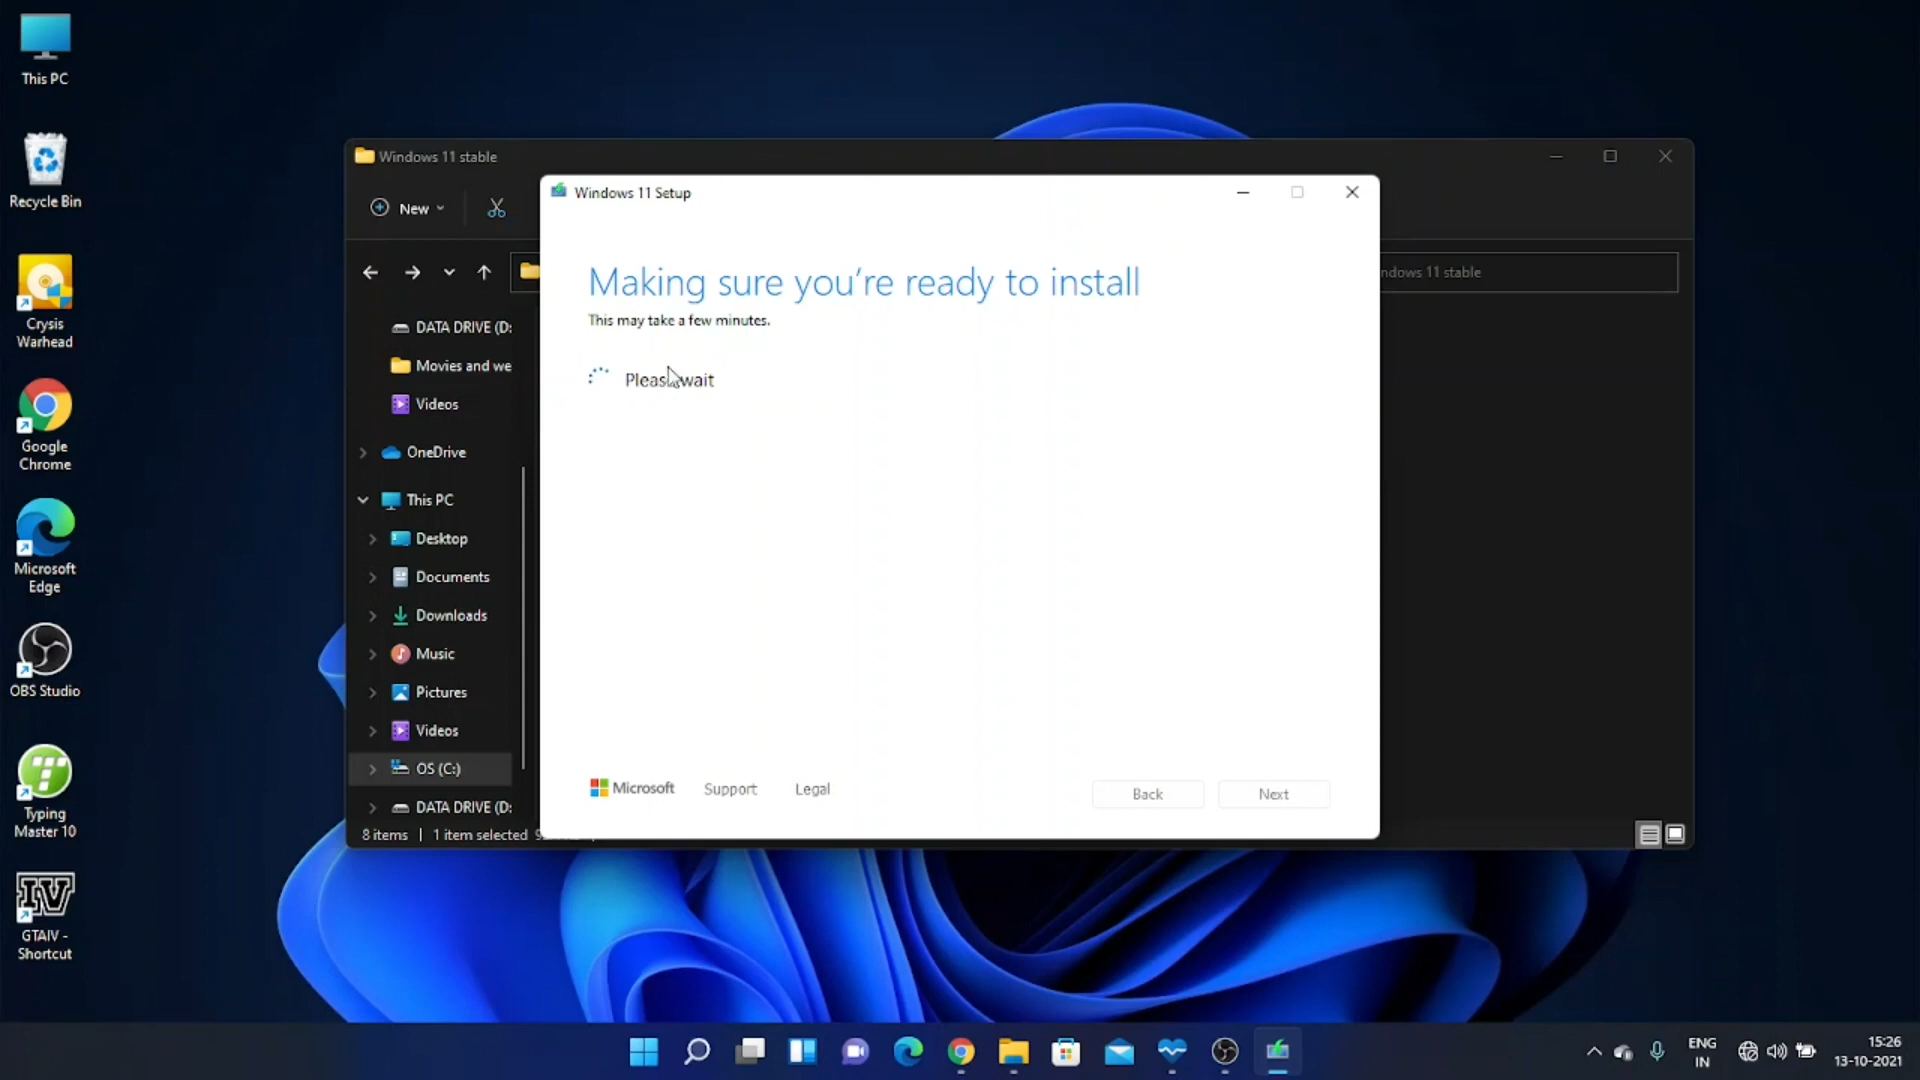 This PC
Recycle Bin
Crysis
Warhead
Google
Chrome
Microsoft
Edge
OBS Studio
Typing
Master 10
GTAIV -
Shortcut
Windows 11 stable
New
ndows 11 stable
DATA DRIVE (D:
Movies and we
Videos
OneDrive
This PC
Desktop
Documents
Downloads
Music
Pictures
Videos
OS (C:)
DATA DRIVE (D:
8 items | 1 item selected
Windows 11 Setup
Making sure you're ready to install
This may take a few minutes.
Please wait
Microsoft
Support
Legal
Back
Next
ENG
IN
15:26
13-10-2021